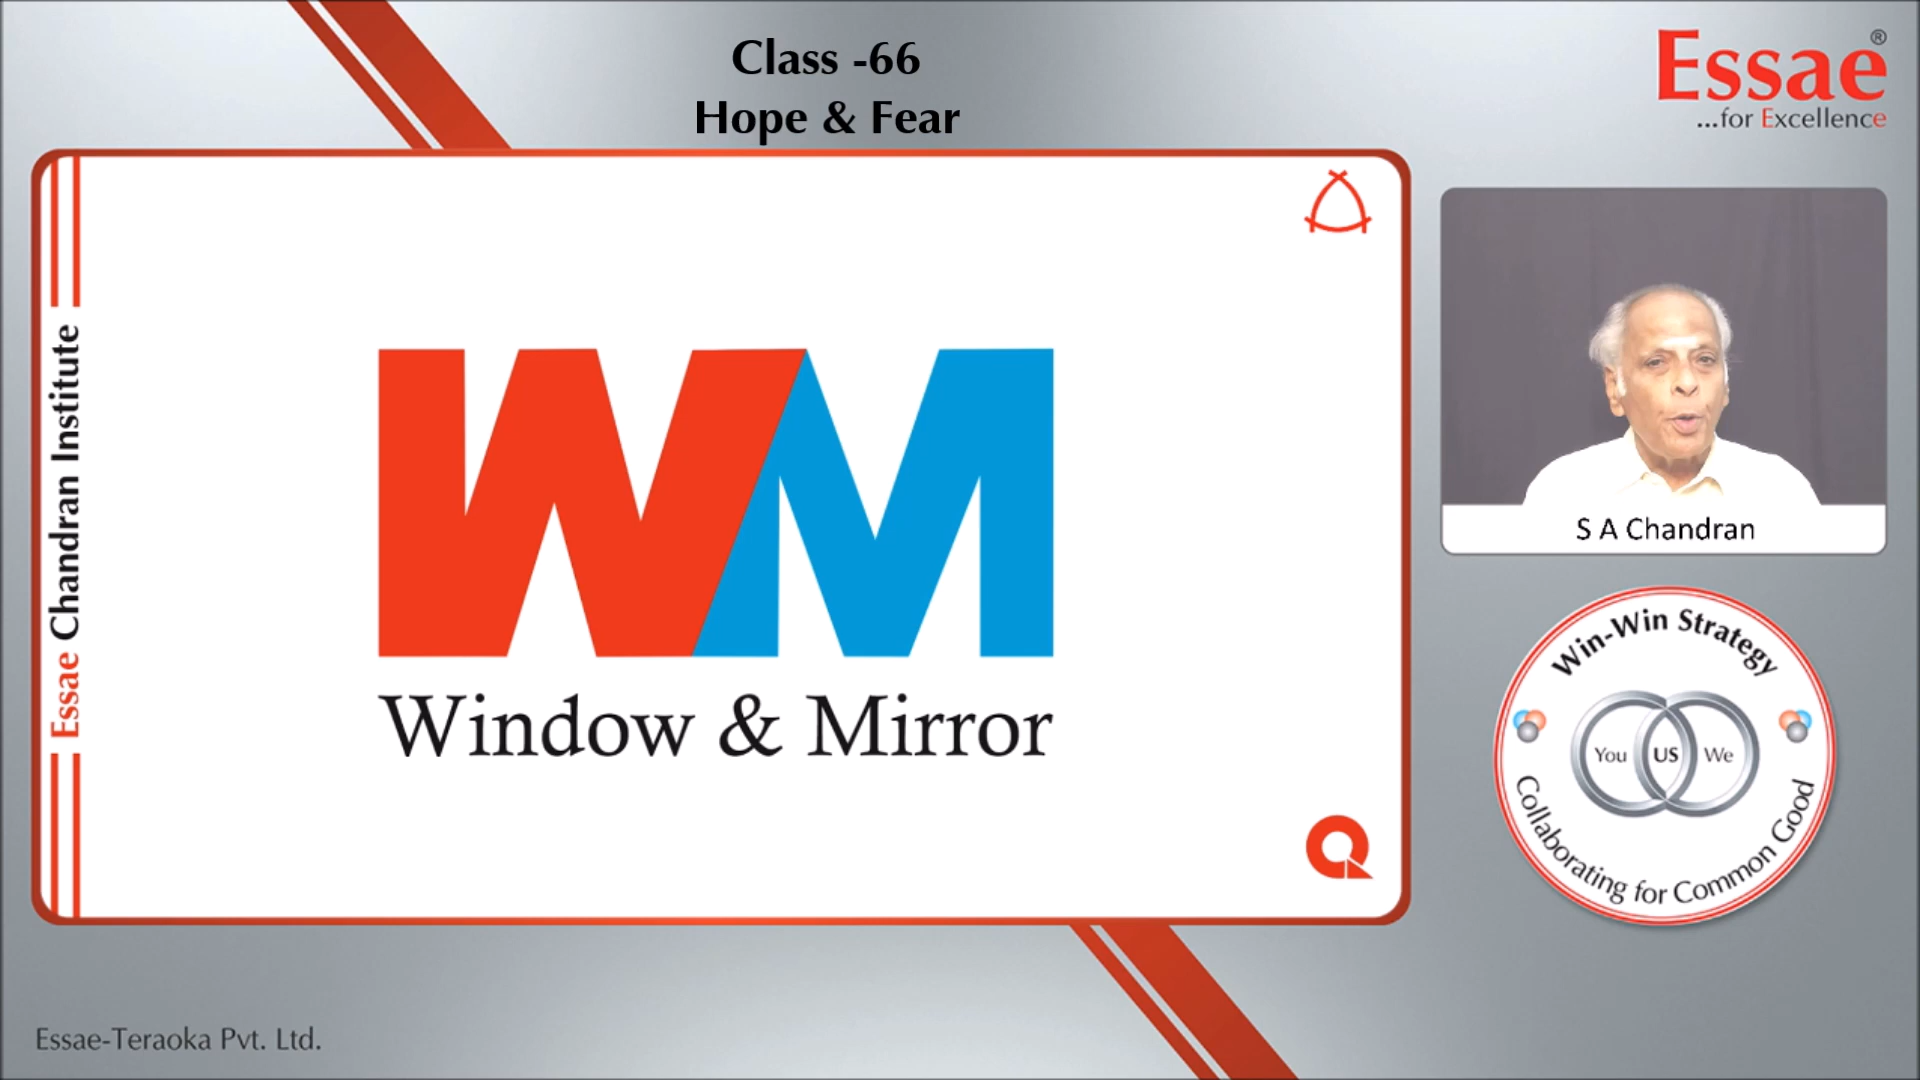 Class -66
Hope & Fear
Essae®
...for Excellence
Essae Chandran Institute
WM
Window & Mirror
S A Chandran
Win-Win Strategy
You US We
Collaborating for Common Good
Essae-Teraoka Pvt. Ltd.